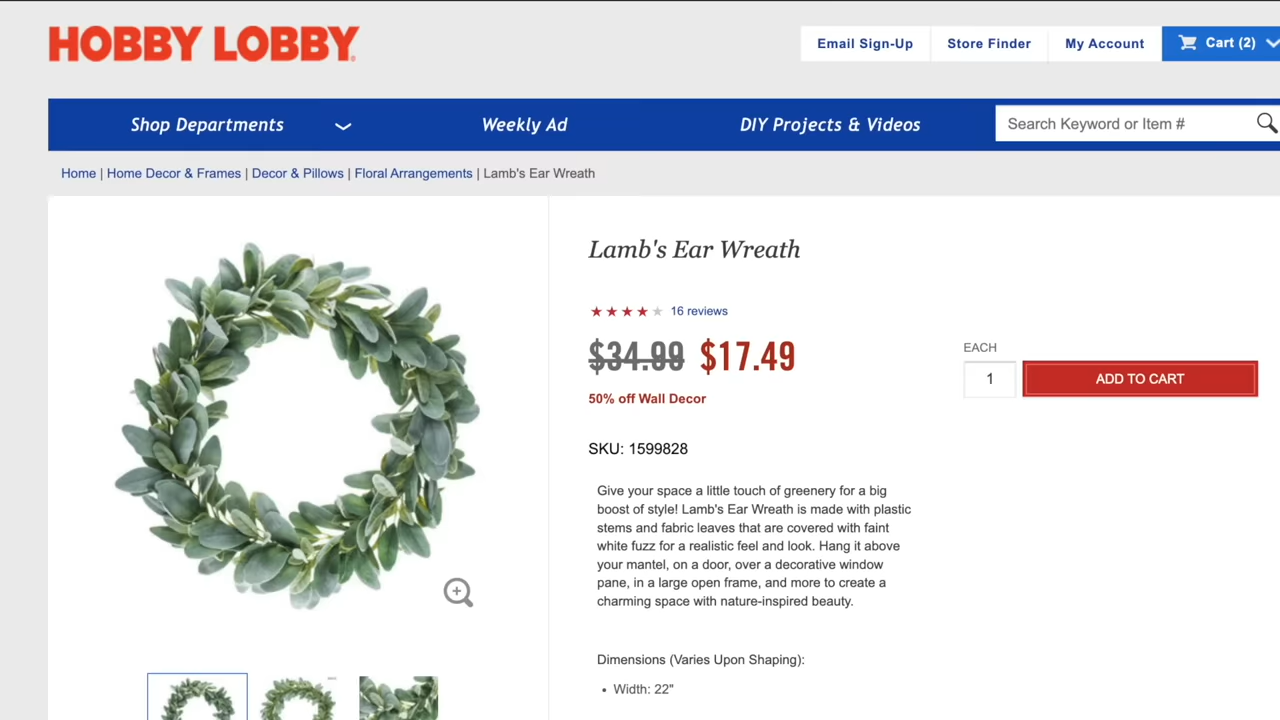 HOBBY LOBBY
Email Sign-Up
Store Finder
My Account
Cart (2)
Shop Departments
Weekly Ad
DIY Projects & Videos
Search Keyword or Item #
Home | Home Decor & Frames | Decor & Pillows | Floral Arrangements | Lamb's Ear Wreath
Lamb's Ear Wreath
16 reviews
$34.99 $17.49
50% off Wall Decor
EACH
1
ADD TO CART
SKU: 1599828
Give your space a little touch of greenery for a big
boost of style! Lamb's Ear Wreath is made with plastic
stems and fabric leaves that are covered with faint
white fuzz for a realistic feel and look. Hang it above
your mantel, on a door, over a decorative window
pane, in a large open frame, and more to create a
charming space with nature-inspired beauty.
Dimensions (Varies Upon Shaping):
• Width: 22"